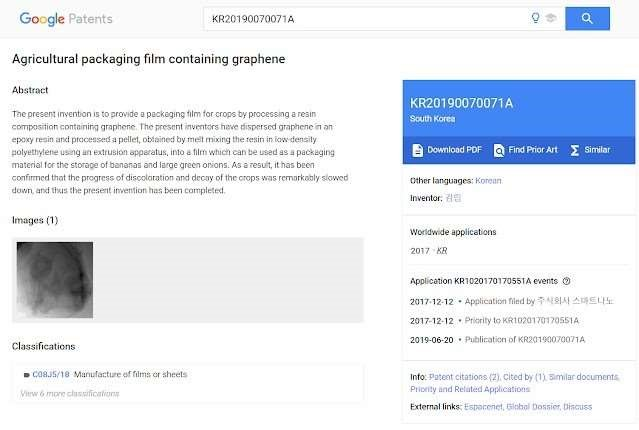 Google Patents
KR20190070071A
Agricultural packaging film containing graphene
Abstract
The present invention is to provide a packaging film for crops by processing a resin
composition containing graphene. The present inventors have dispersed graphene in an
epoxy resin and processed a pellet, obtained by melt mixing the resin in low-density
polyethylene using an extrusion apparatus, into a film which can be used as a packaging
material for the storage of bananas and large green onions. As a result, it has been
confirmed that the progress of discoloration and decay of the crops was remarkably slowed
down, and thus the present invention has been completed.
Images (1)
Classifications
C08J5/18 Manufacture of films or sheets
View 6 more classifications
KR20190070071A
South Korea
Download PDF Find Prior Art Similar
Other languages: Korean
Inventor:
Worldwide applications
2017 · KR
Application KR1020170170551A events
2017-12-12 • Application filed by 주식회사 스마트나노
2017-12-12 • Priority to KR1020170170551A
2019-06-20 • Publication of KR20190070071A
Info: Patent citations (2), Cited by (1), Similar documents,
Priority and Related Applications
External links: Espacenet, Global Dossier, Discuss